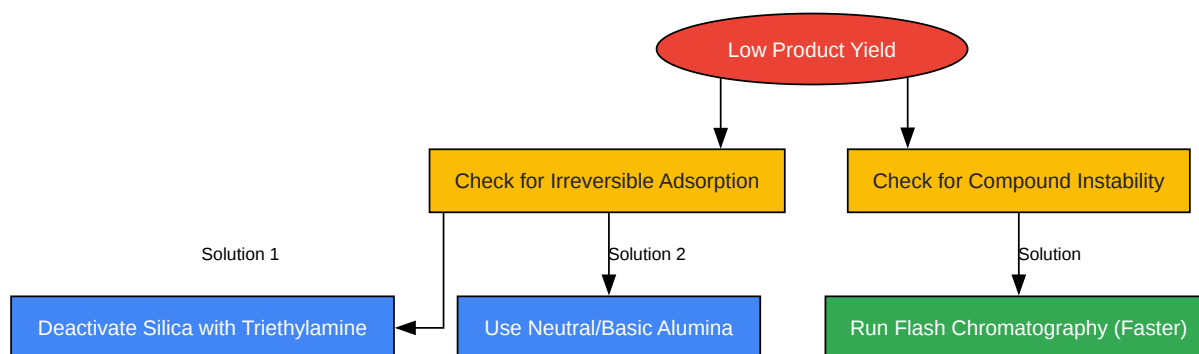 Low Product Yield
Check for Irreversible Adsorption
Check for Compound Instability
Solution 1
Solution 2
Solution
Deactivate Silica with Triethylamine
Use Neutral/Basic Alumina
Run Flash Chromatography (Faster)